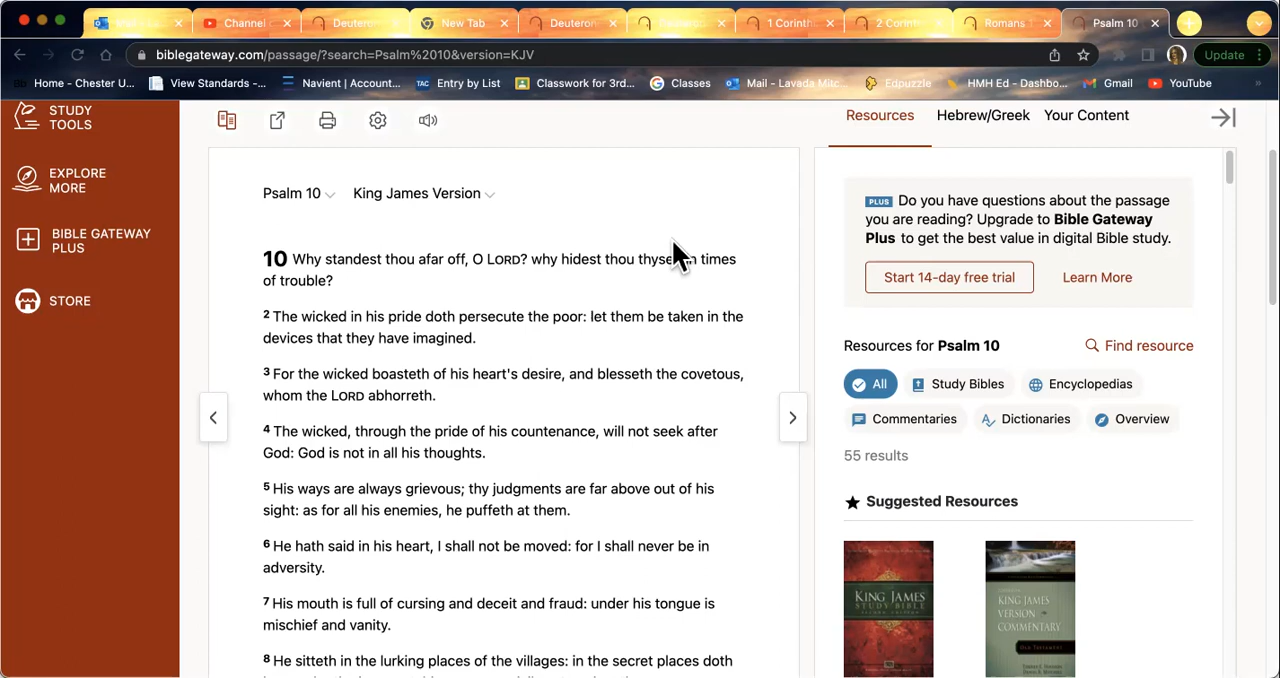 Channel
Deutero
New Tab
Deuteron
1 Corinth
2 Corin
Romans
Psalm 10
biblegateway.com/passage/?search=Psalm%2010&version=KJV
Update
Home - Chester U...
View Standards -...
Navient | Account...
TAC Entry by List
Classwork for 3rd...
Classes
Mail - Lavada Mitc...
Edpuzzle
HMH Ed - Dashbo...
Gmail
YouTube
»
STUDY
TOOLS
EXPLORE
MORE
BIBLE GATEWAY
PLUS
STORE
Psalm 10
King James Version
10 Why standest thou afar off, O LORD? why hidest thou times
of trouble?
2 The wicked in his pride doth persecute the poor: let them be taken in the
devices that they have imagined.
3 For the wicked boasteth of his heart's desire, and blesseth the covetous,
whom the LORD abhorreth.
4 The wicked, through the pride of his countenance, will not seek after
God: God is not in all his thoughts.
5 His ways are always grievous; thy judgments are far above out of his
sight: as for all his enemies, he puffeth at them.
6 He hath said in his heart, I shall not be moved: for I shall never be in
adversity.
7 His mouth is full of cursing and deceit and fraud: under his tongue is
mischief and vanity.
8 He sitteth in the lurking places of the villages: in the secret places doth
Resources
Hebrew/Greek
Your Content
PLUS Do you have questions about the passage
you are reading? Upgrade to Bible Gateway
Plus to get the best value in digital Bible study.
Start 14-day free trial
Learn More
Resources for Psalm 10
Find resource
All
Study Bibles
Encyclopedias
Commentaries
Dictionaries
Overview
55 results
Suggested Resources
KING JAMES
STUDY BIBLE
KING JAMES
VERSION
COMMENTARY